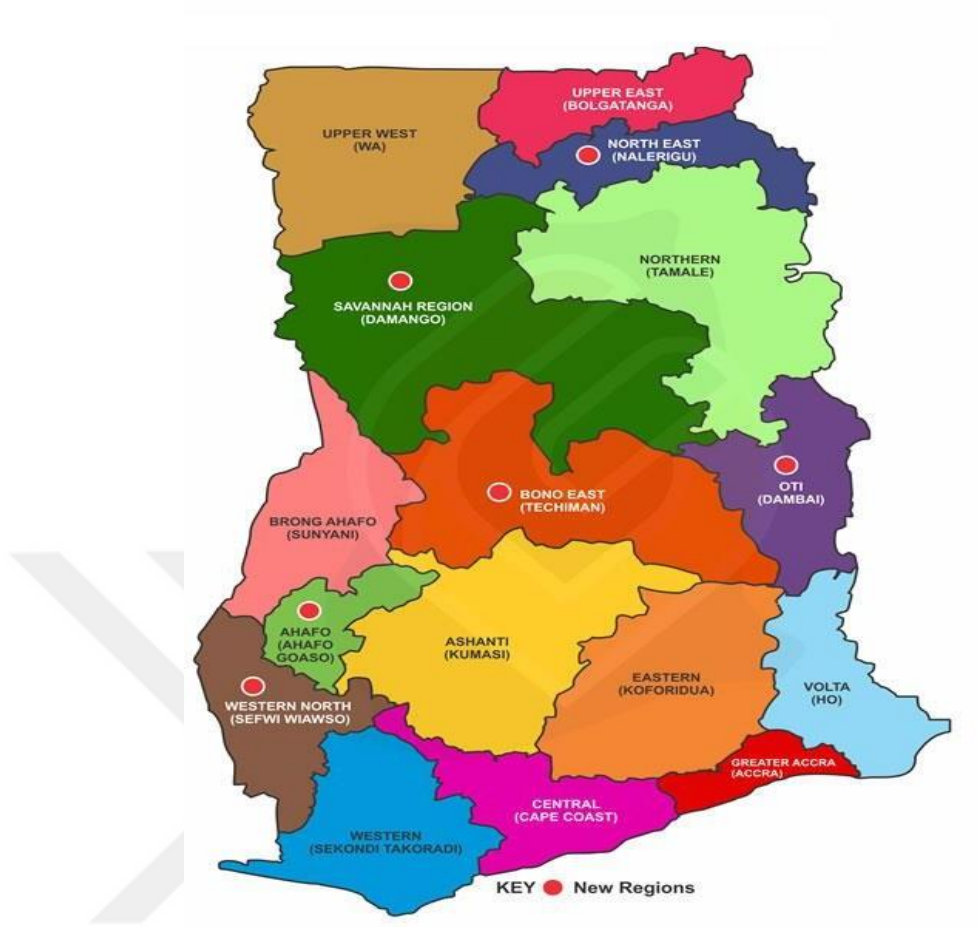 UPPER EAST
(BOLGATANGA)
UPPER WEST
(WA)
NORTH EAST
(NALERIGU)
NORTHERN
(TAMALE)
SAVANNAH REGION
(DAMANGO)
OTI
(DAMBAI)
BONO EAST
(TECHIMAN)
BRONG AHAFO
(SUNYANI)
AHAFO
(AHAFO
GOASO)
ASHANTI
(KUMASI)
EASTERN
(KOFORIDUA)
VOLTA
(HO)
WESTERN NORTH
(SEFWI WIAWSO)
GREATER ACCRA
(ACCRA)
CENTRAL
(CAPE COAST)
WESTERN
(SEKONDI TAKORADI)
KEY New Regions